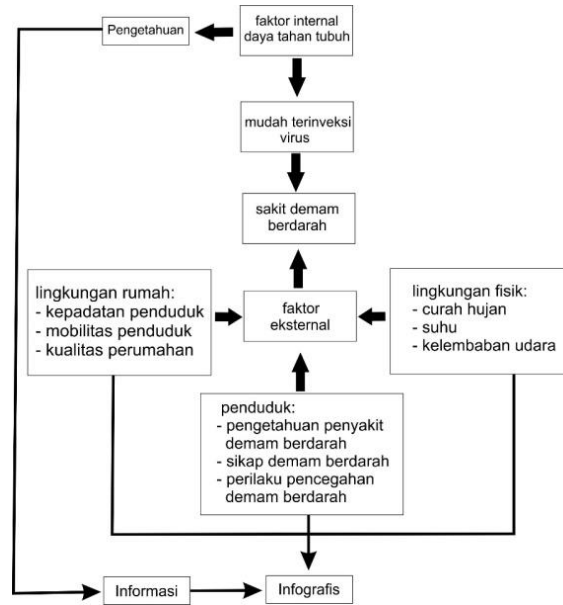 Pengetahuan
faktor internal
daya tahan tubuh
mudah terinveksi
virus
sakit demam
berdarah
lingkungan rumah:
- kepadatan penduduk
- mobilitas penduduk
- kualitas perumahan
faktor
eksternal
lingkungan fisik:
- curah hujan
- suhu
- kelembaban udara
penduduk:
- pengetahuan penyakit
demam berdarah
- sikap demam berdarah
- perilaku pencegahan
demam berdarah
Informasi
Infografis